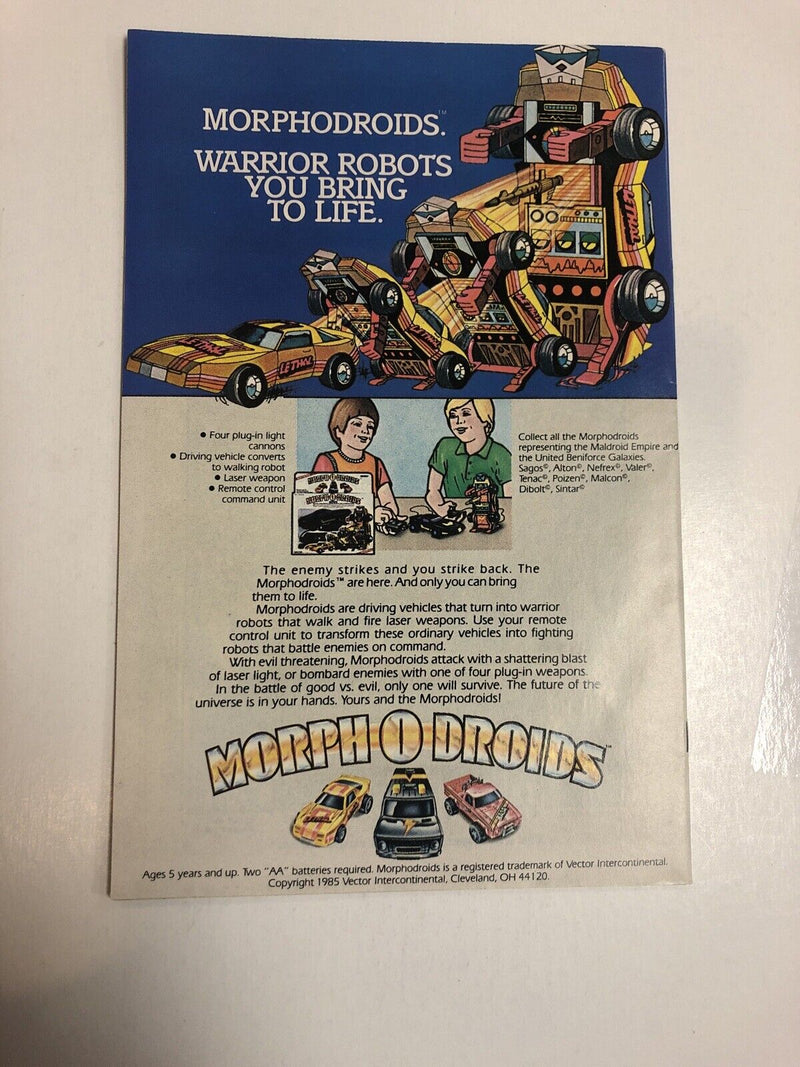 MORPHODROIDS.™
WARRIOR ROBOTS
YOU BRING
TO LIFE.
LETHAL
LETHAL
LETHAL
LETHAL
LETHAL
• Four plug-in light
cannons
• Driving vehicle converts
to walking robot
• Laser weapon
• Remote control
command unit
MORPH-O-DROIDS
MORPH-O-DROIDS
Collect all the Morphodroids
representing the Maldroid Empire and
the United Beniforce Galaxies.
Sagos©, Alton©, Nefrex©, Valer©,
Tenac©, Poizen©, Malcon©,
Dibolt©, Sintar©
The enemy strikes and you strike back. The
Morphodroids™ are here. And only you can bring
them to life.
Morphodroids are driving vehicles that turn into warrior
robots that walk and fire laser weapons. Use your remote
control unit to transform these ordinary vehicles into fighting
robots that battle enemies on command.
With evil threatening, Morphodroids attack with a shattering blast
of laser light, or bombard enemies with one of four plug-in weapons.
In the battle of good vs. evil, only one will survive. The future of the
universe is in your hands. Yours and the Morphodroids!
MORPH O DROIDS™
Ages 5 years and up. Two "AA" batteries required. Morphodroids is a registered trademark of Vector Intercontinental.
Copyright 1985 Vector Intercontinental, Cleveland, OH 44120.